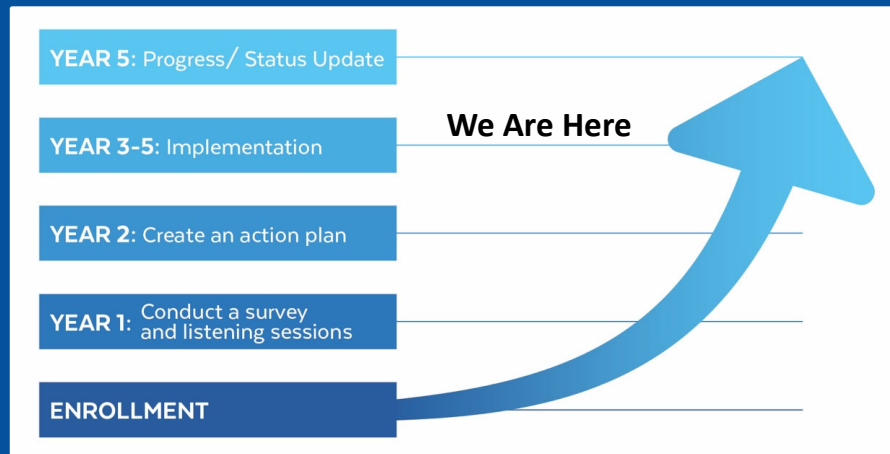 YEAR 5: Progress/ Status Update
We Are Here
YEAR 3-5: Implementation
YEAR 2: Create an action plan
YEAR 1: Conduct a survey
and listening sessions
ENROLLMENT